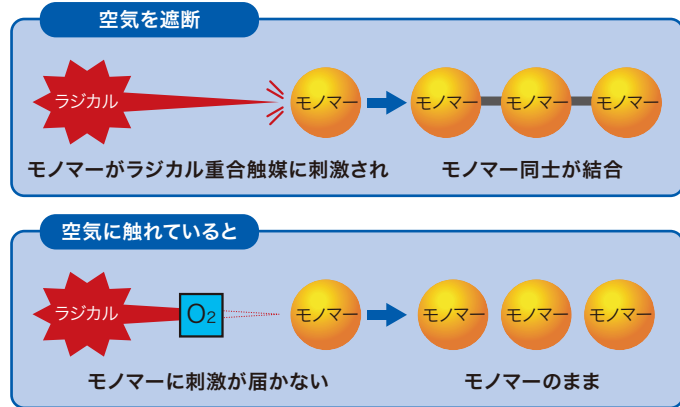 空気を遮断
ラジカル
モノマー
モノマー
モノマー
モノマー
モノマーがラジカル重合触媒に刺激され
モノマー同士が結合
空気に触れていると
ラジカル
O₂
モノマー
モノマー
モノマー
モノマー
モノマーに刺激が届かない
モノマーのまま